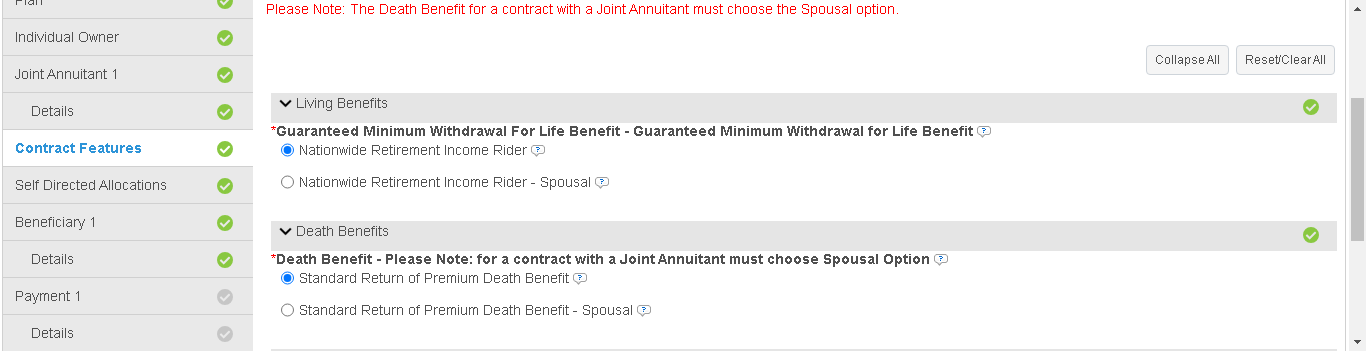 Plan
Individual Owner
Joint Annuitant 1
Details
Contract Features
Self Directed Allocations
Beneficiary 1
Details
Payment 1
Details
Please Note: The Death Benefit for a contract with a Joint Annuitant must choose the Spousal option.
Collapse All
Reset/Clear All
Living Benefits
*Guaranteed Minimum Withdrawal For Life Benefit - Guaranteed Minimum Withdrawal for Life Benefit ?
Nationwide Retirement Income Rider ?
Nationwide Retirement Income Rider - Spousal ?
Death Benefits
*Death Benefit - Please Note: for a contract with a Joint Annuitant must choose Spousal Option ?
Standard Return of Premium Death Benefit ?
Standard Return of Premium Death Benefit - Spousal ?